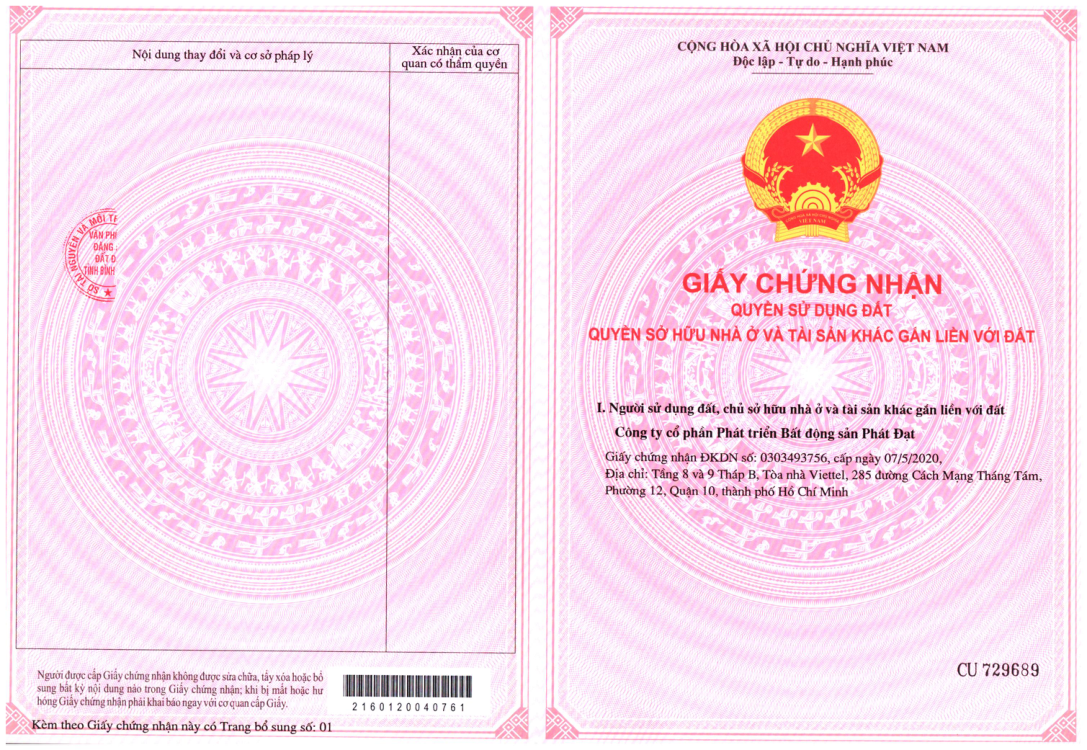 Nội dung thay đổi và cơ sở pháp lý
Xác nhận của cơ
quan có thẩm quyền
SỞ TÀI NGUYÊN VÀ MÔI TR
VĂN PH
ĐĂNG
ĐẤT Đ
TỈNH BÌNH
Người được cấp Giấy chứng nhận không được sửa chữa, tẩy xóa hoặc bổ
sung bất kỳ nội dung nào trong Giấy chứng nhận; khi bị mất hoặc hư
hỏng Giấy chứng nhận phải khai báo ngay với cơ quan cấp Giấy.
2160120040761
Kèm theo Giấy chứng nhận này có Trang bổ sung số: 01
CỘNG HÒA XÃ HỘI CHỦ NGHĨA VIỆT NAM
Độc lập - Tự do - Hạnh phúc
CỘNG HÒA XÃ HỘI CHỦ NGHĨA
VIỆT NAM
GIẤY CHỨNG NHẬN
QUYỀN SỬ DỤNG ĐẤT
QUYỀN SỞ HỮU NHÀ Ở VÀ TÀI SẢN KHÁC GẮN LIỀN VỚI ĐẤT
I. Người sử dụng đất, chủ sở hữu nhà ở và tài sản khác gắn liền với đất
Công ty cổ phần Phát triển Bất động sản Phát Đạt
Giấy chứng nhận ĐKDN số: 0303493756, cấp ngày 07/5/2020,
Địa chỉ: Tầng 8 và 9 Tháp B, Tòa nhà Viettel, 285 đường Cách Mạng Tháng Tám,
Phường 12, Quận 10, thành phố Hồ Chí Minh
CU 729689